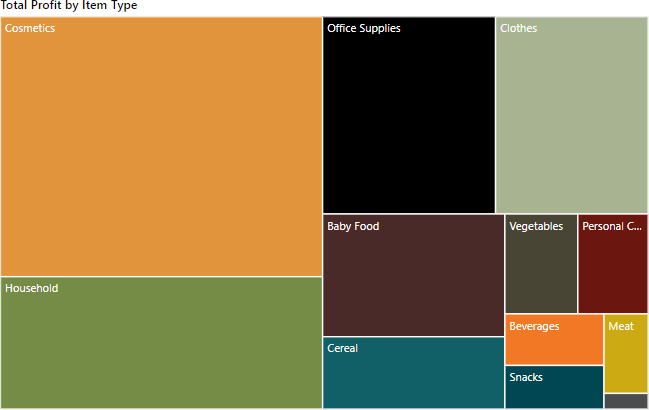 Total Profit by Item Type
Cosmetics
Office Supplies
Clothes
Baby Food
Vegetables
Personal C...
Household
Beverages
Meat
Cereal
Snacks